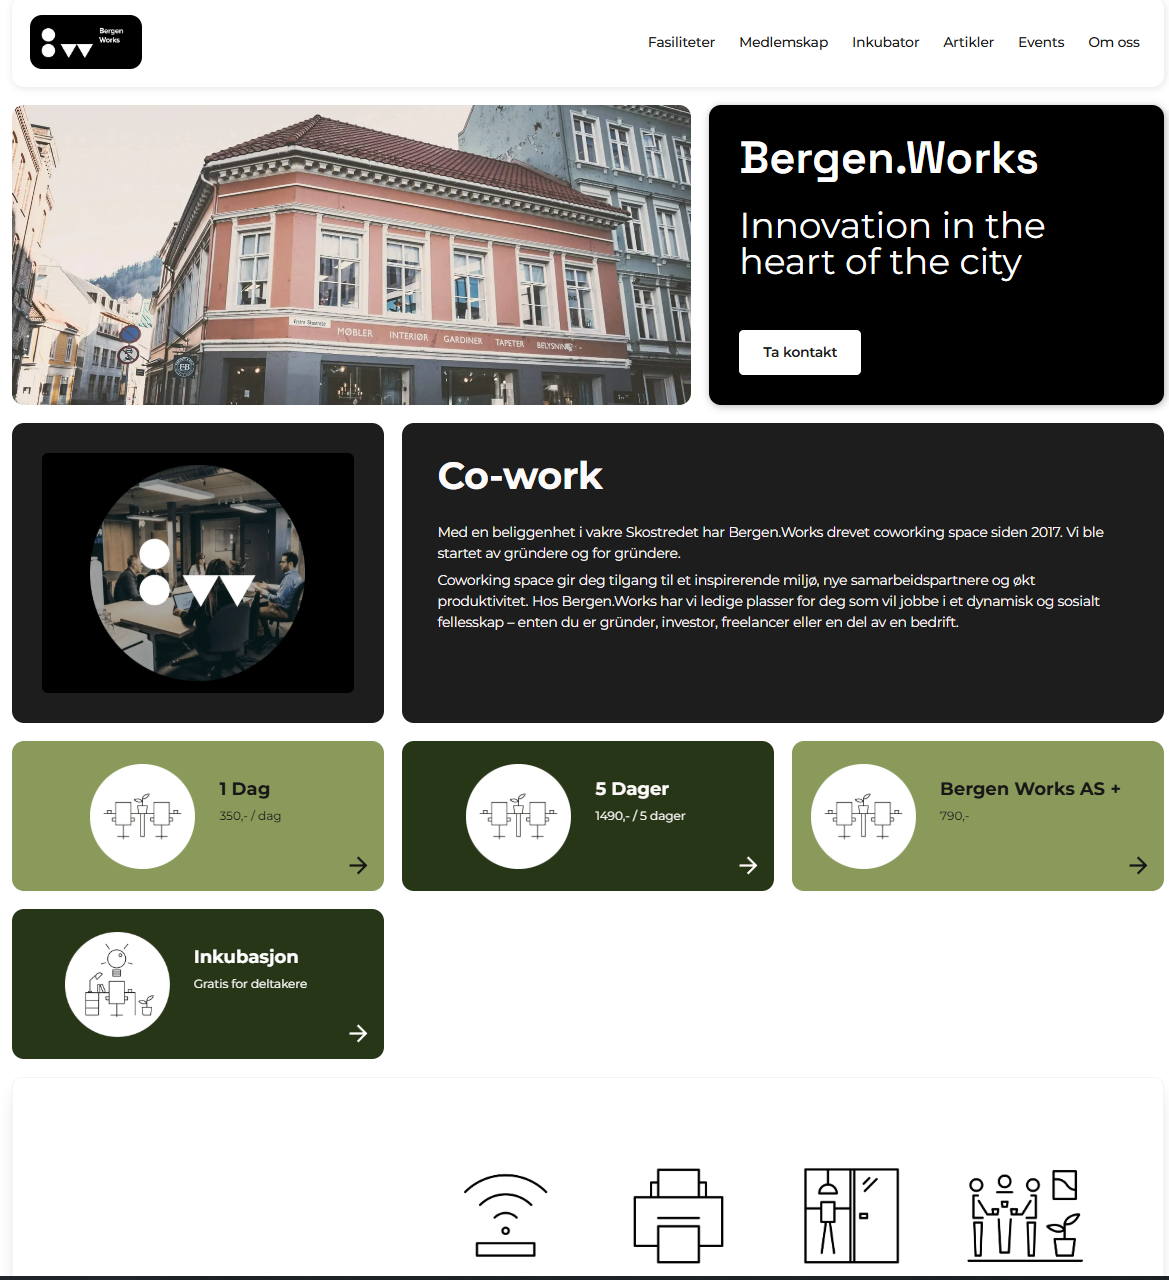 Bergen
Works
Fasiliteter Medlemskap Inkubator Artikler Events Om oss
MØBLER INTERIØR GARDINER TAPETER BELYSNING
Bergen.Works
Innovation in the
heart of the city
Ta kontakt
Co-work
Med en beliggenhet i vakre Skostredet har Bergen.Works drevet coworking space siden 2017. Vi ble
startet av gründere og for gründere.
Coworking space gir deg tilgang til et inspirerende miljø, nye samarbeidspartnere og økt
produktivitet. Hos Bergen.Works har vi ledige plasser for deg som vil jobbe i et dynamisk og sosialt
fellesskap – enten du er gründer, investor, freelancer eller en del av en bedrift.
1 Dag
350,- / dag
5 Dager
1490,- / 5 dager
Bergen Works AS +
790,-
Inkubasjon
Gratis for deltakere